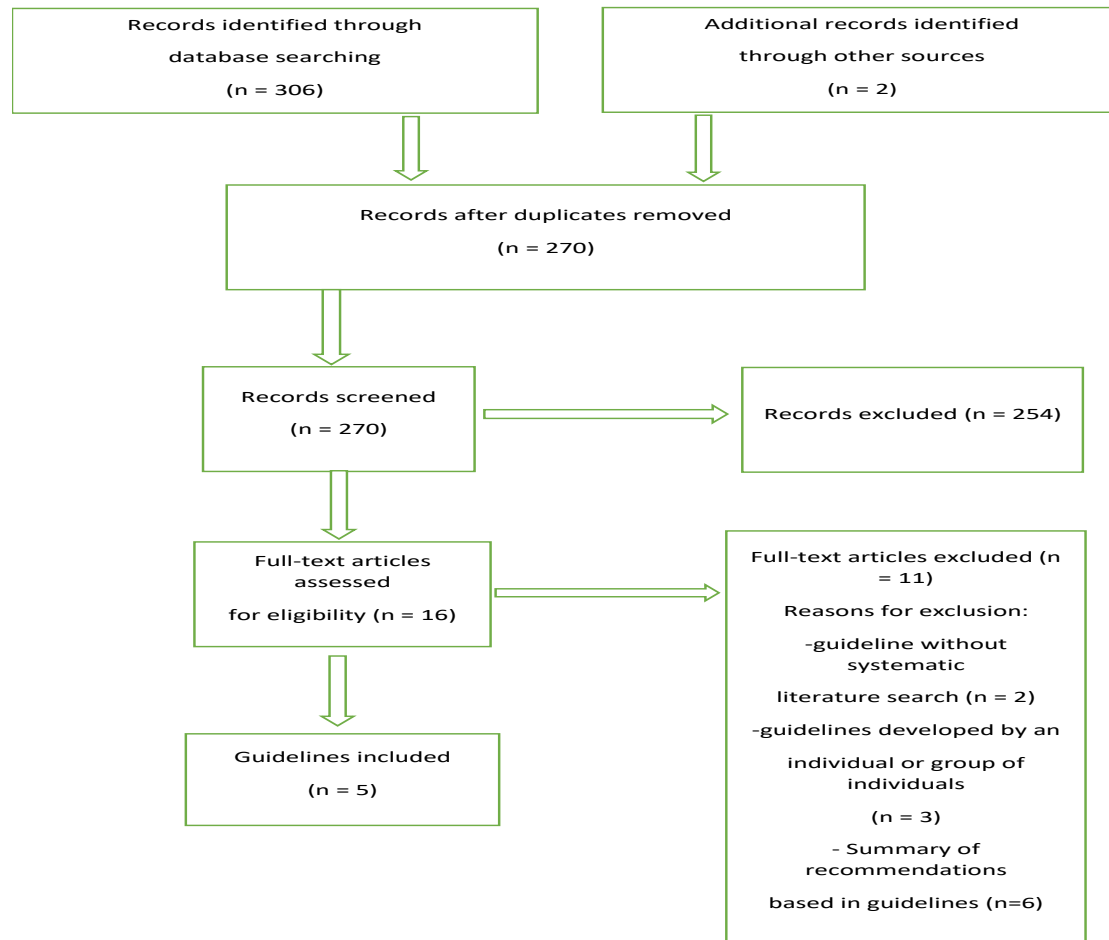 Records identified through
database searching
(n = 306)
Additional records identified
through other sources
(n = 2)
Records after duplicates removed
(n = 270)
Records screened
(n = 270)
Records excluded (n = 254)
Full-text articles
assessed
for eligibility (n = 16)
Full-text articles excluded (n
= 11)
Reasons for exclusion:
-guideline without
systematic
literature search (n = 2)
-guidelines developed by an
individual or group of
individuals
(n = 3)
- Summary of
recommendations
based in guidelines (n=6)
Guidelines included
(n = 5)